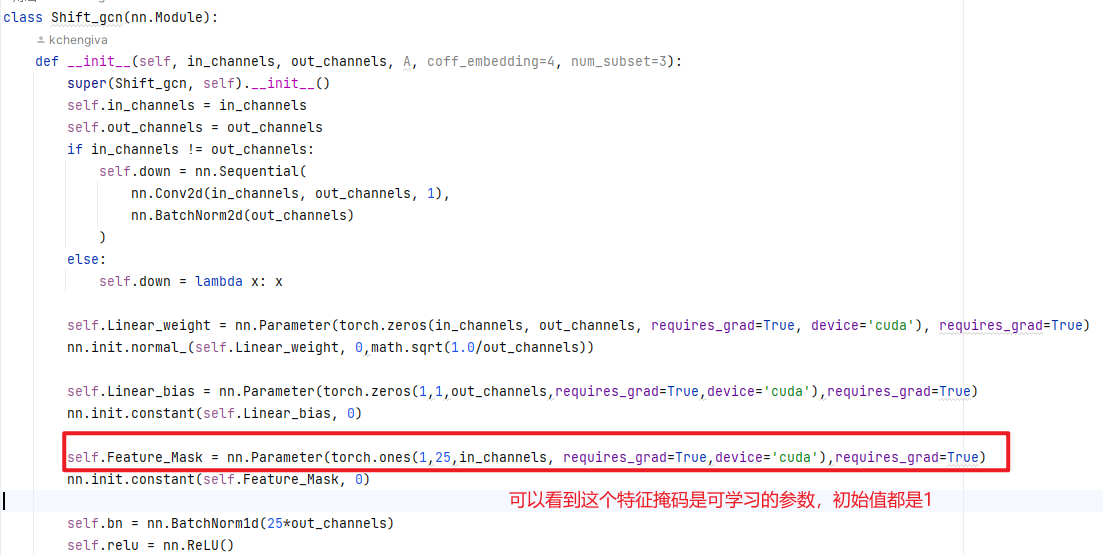 class Shift_gcn(nn.Module):
kchengiva
def __init__(self, in_channels, out_channels, A, coff_embedding=4, num_subset=3):
super(Shift_gcn, self).__init__()
self.in_channels = in_channels
self.out_channels = out_channels
if in_channels != out_channels:
self.down = nn.Sequential(
nn.Conv2d(in_channels, out_channels, 1),
nn.BatchNorm2d(out_channels)
)
else:
self.down = lambda x: x
self.Linear_weight = nn.Parameter(torch.zeros(in_channels, out_channels, requires_grad=True, device='cuda'), requires_grad=True)
nn.init.normal_(self.Linear_weight, 0,math.sqrt(1.0/out_channels))
self.Linear_bias = nn.Parameter(torch.zeros(1,1,out_channels,requires_grad=True,device='cuda'),requires_grad=True)
nn.init.constant(self.Linear_bias, 0)
self.Feature_Mask = nn.Parameter(torch.ones(1,25,in_channels, requires_grad=True,device='cuda'),requires_grad=True)
nn.init.constant(self.Feature_Mask, 0)
可以看到这个特征掩码是可学习的参数，初始值都是1
self.bn = nn.BatchNorm1d(25*out_channels)
self.relu = nn.ReLU()